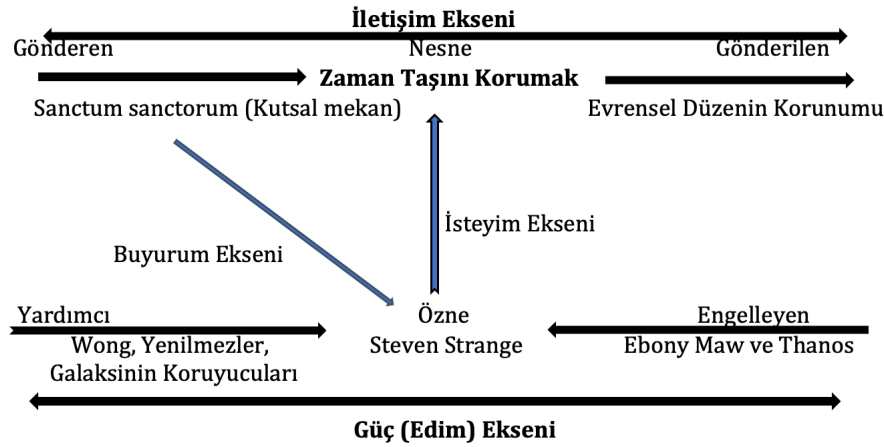 İletişim Ekseni
Gönderen Nesne Gönderilen
Zaman Taşını Korumak
Sanctum sanctorum (Kutsal mekan) Evrensel Düzenin Korunumu
İsteyim Ekseni
Buyurum Ekseni
Yardımcı Özne Engelleyen
Wong, Yenilmezler, Steven Strange Ebony Maw ve Thanos
Galaksinin Koruyucuları
Güç (Edim) Ekseni